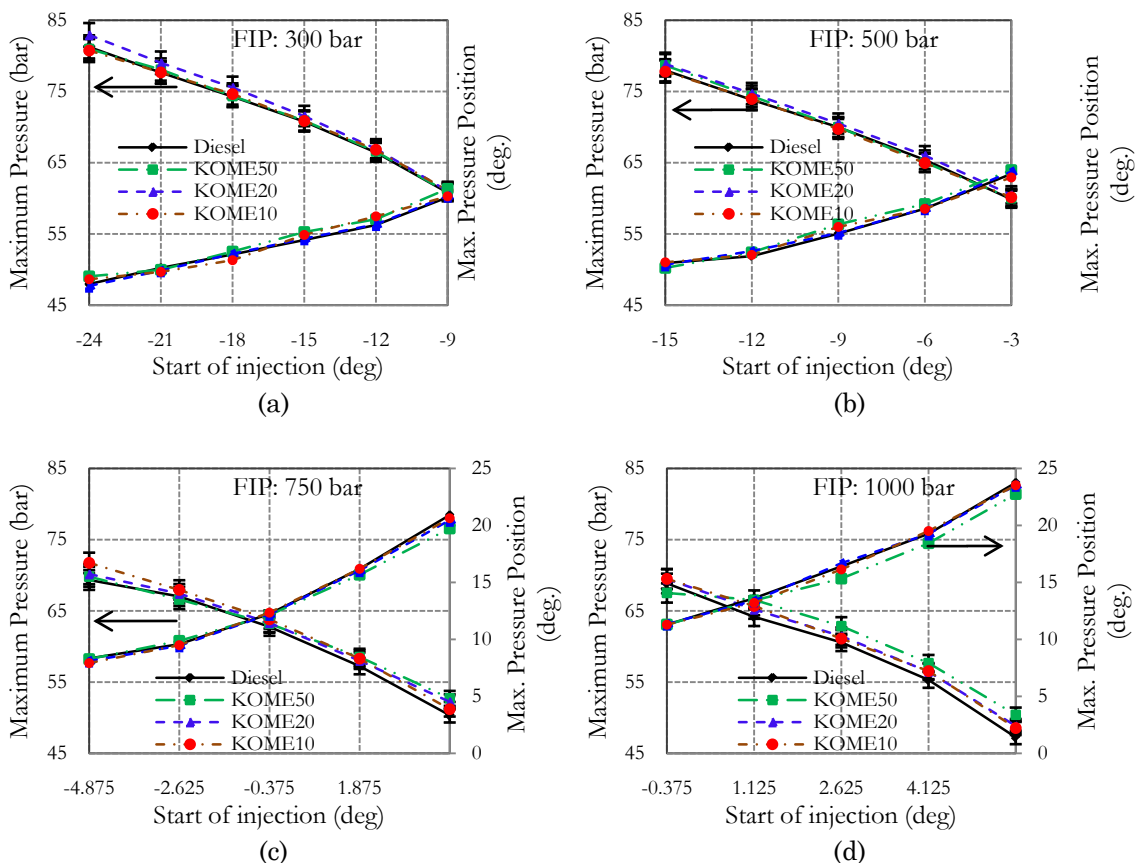 FIP: 300 bar
Maximum Pressure (bar)
85
75
65
55
45
Diesel
KOME50
KOME20
KOME10
-24 -21 -18 -15 -12 -9
Start of injection (deg)
Max. Pressure Position
(deg.)
(a)
FIP: 500 bar
Maximum Pressure (bar)
85
75
65
55
45
Diesel
KOME50
KOME20
KOME10
-15 -12 -9 -6 -3
Start of injection (deg)
Max. Pressure Position
(deg.)
(b)
FIP: 750 bar
Maximum Pressure (bar)
85
75
65
55
45
Diesel
KOME50
KOME20
KOME10
-4.875 -2.625 -0.375 1.875
Start of injection (deg)
25
20
15
10
5
0
Max. Pressure Position
(deg.)
(c)
FIP: 1000 bar
Maximum Pressure (bar)
85
75
65
55
45
Diesel
KOME50
KOME20
KOME10
-0.375 1.125 2.625 4.125
Start of injection (deg)
25
20
15
10
5
0
Max. Pressure Position
(deg.)
(d)